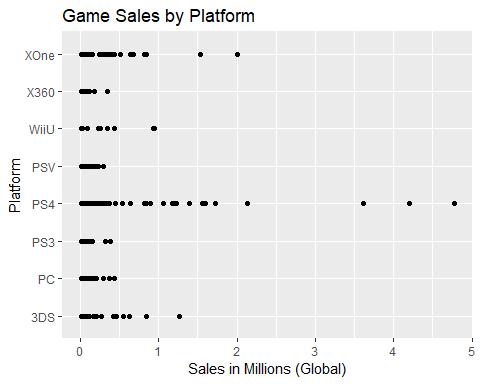 Game Sales by Platform
Platform
XOne
X360
WiiU
PSV
PS4
PS3
PC
3DS
0 1 2 3 4 5
Sales in Millions (Global)